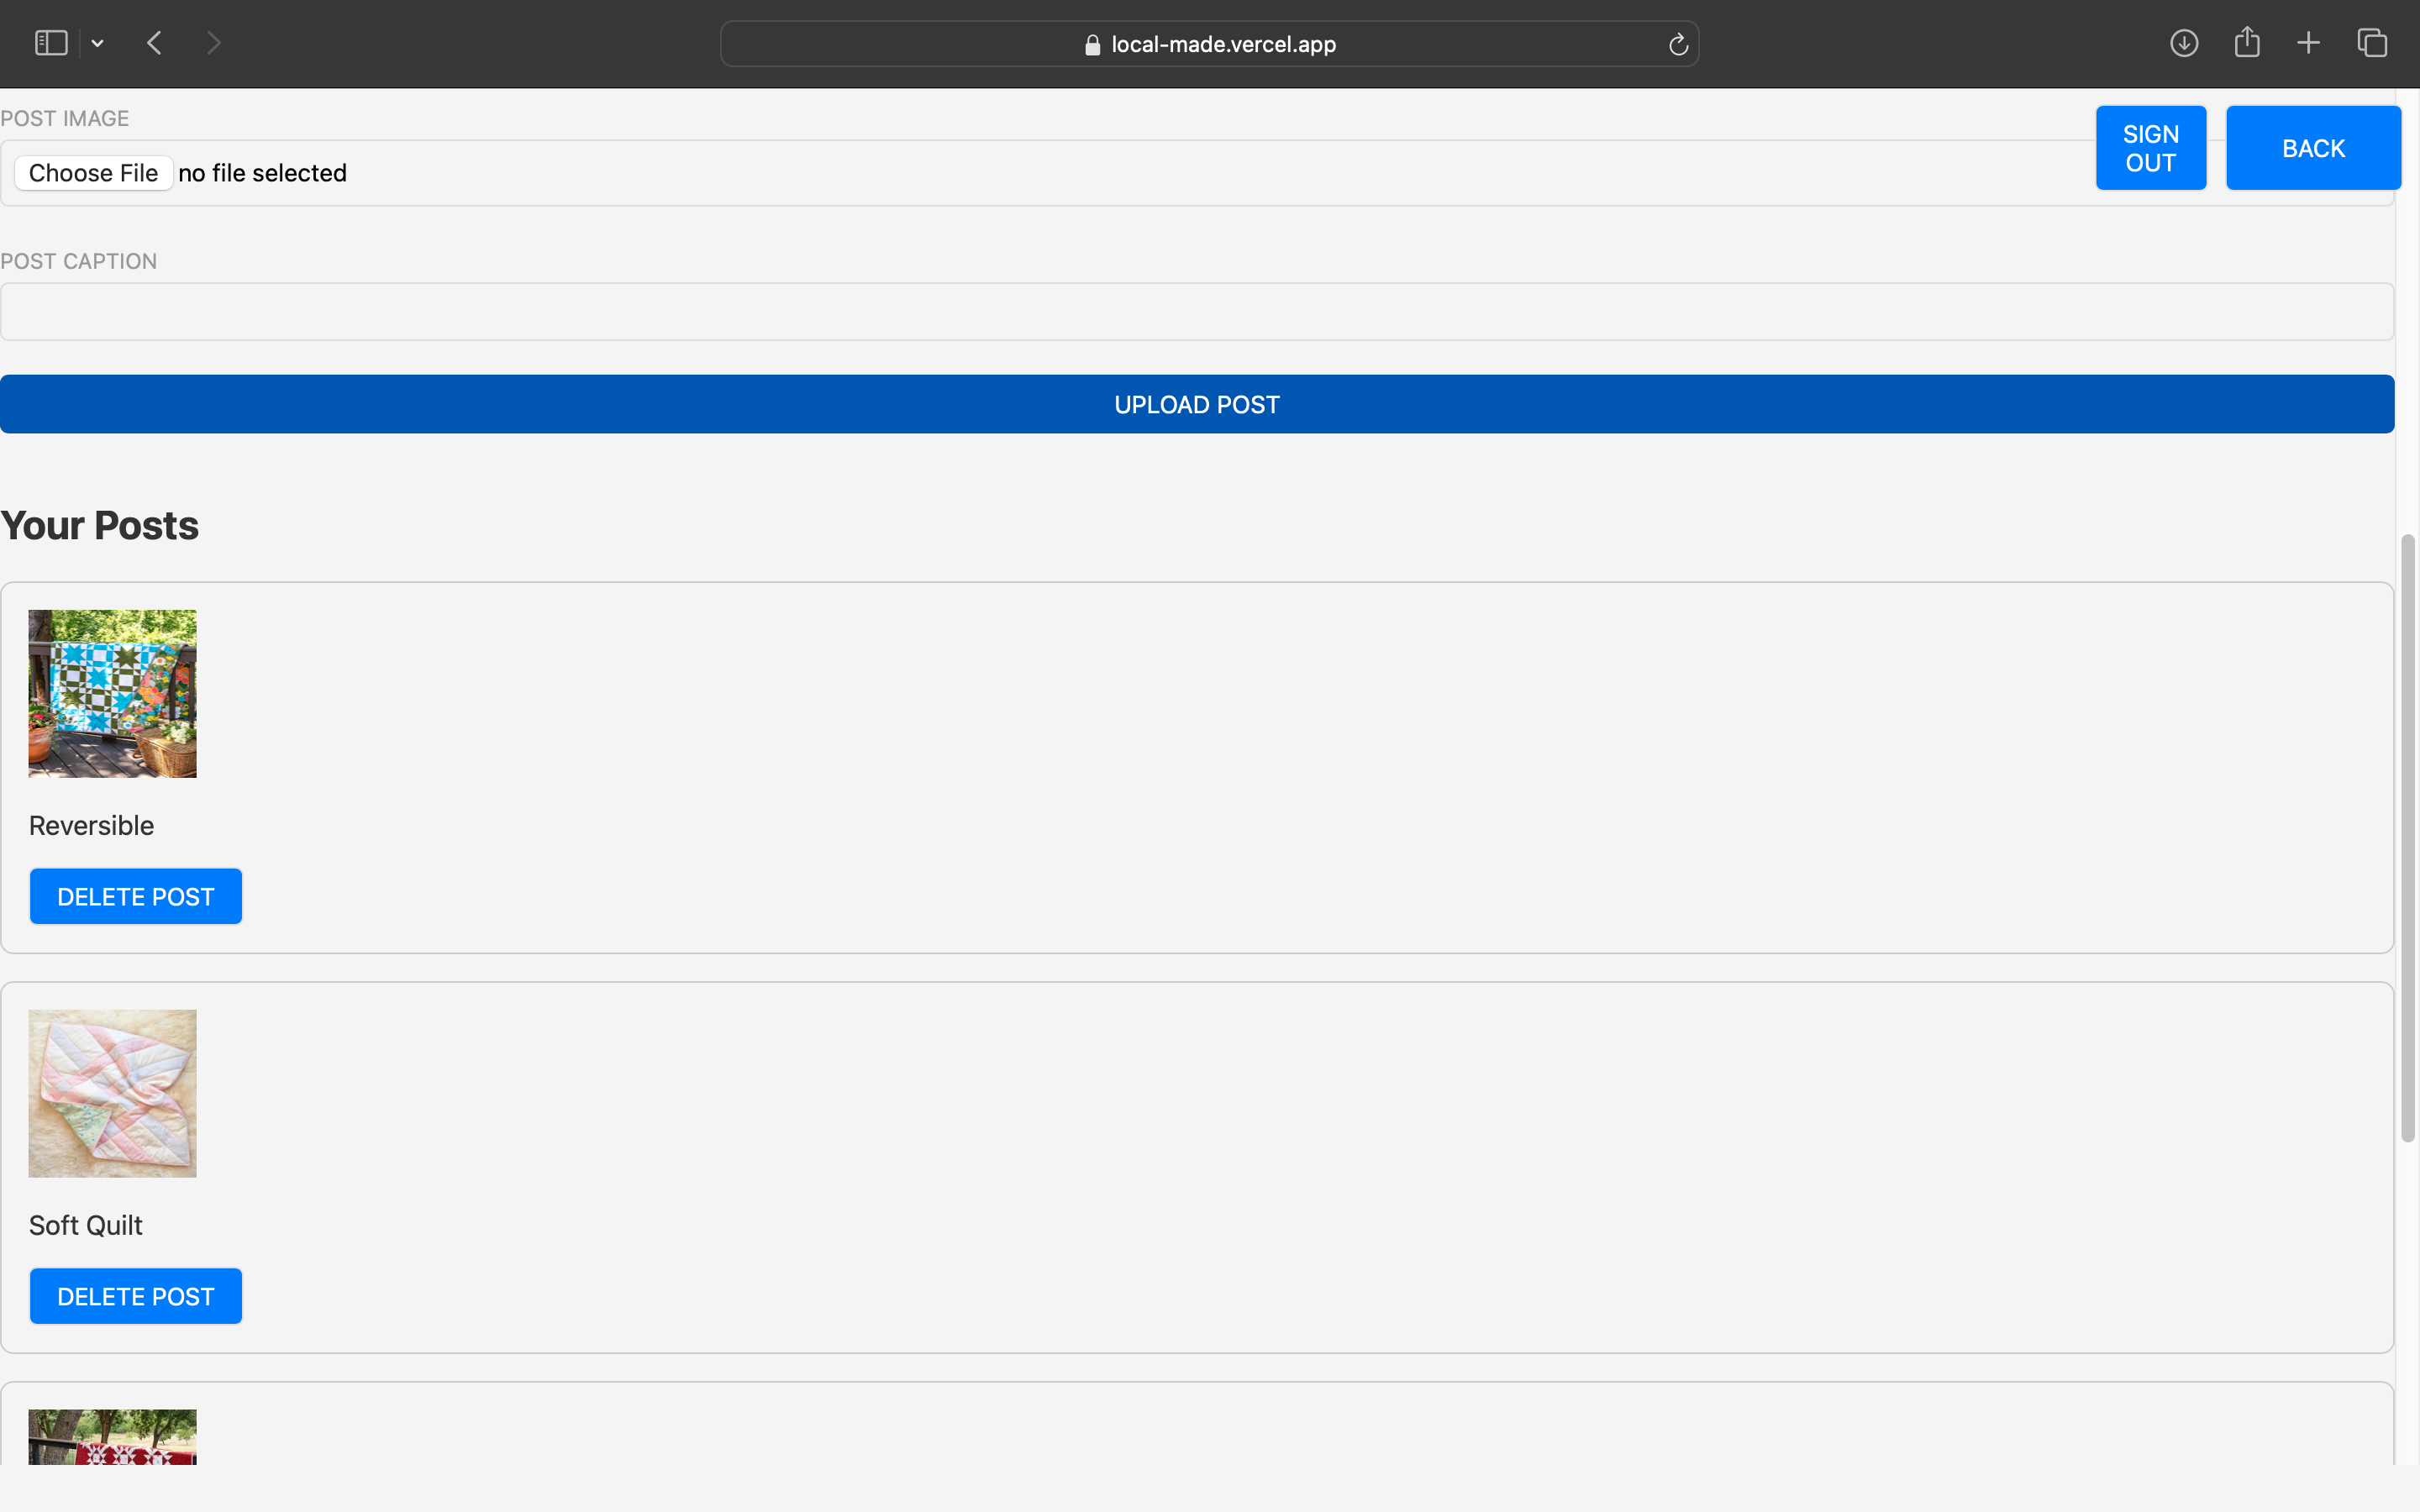 local-made.vercel.app
POST IMAGE
SIGN
OUT
BACK
Choose File no file selected
POST CAPTION
UPLOAD POST
Your Posts
Reversible
DELETE POST
Soft Quilt
DELETE POST